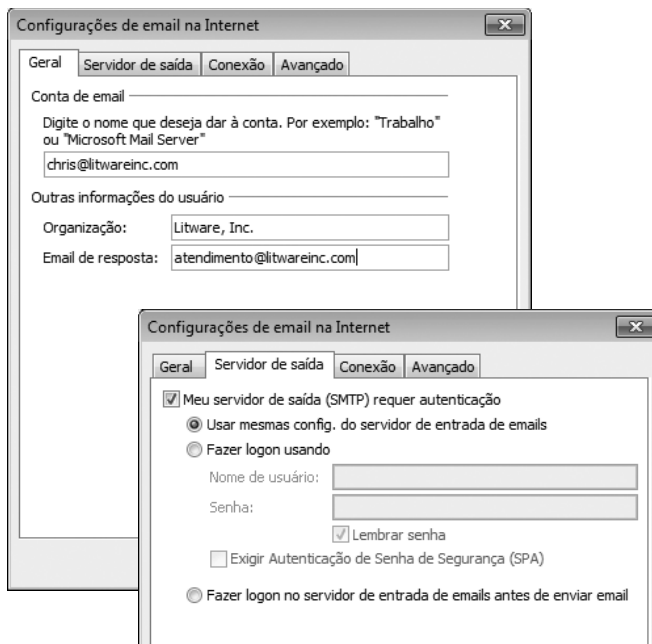 Configurações de email na Internet
Geral Servidor de saída Conexão Avançado
Conta de email
Digite o nome que deseja dar à conta. Por exemplo: "Trabalho"
ou "Microsoft Mail Server"
chris@litwareinc.com
Outras informações do usuário
Organização: Litware, Inc.
Email de resposta: atendimento@litwareinc.com
Configurações de email na Internet
Geral Servidor de saída Conexão Avançado
Meu servidor de saída (SMTP) requer autenticação
Usar mesmas config. do servidor de entrada de emails
Fazer logon usando
Nome de usuário:
Senha:
Lembrar senha
Exigir Autenticação de Senha de Segurança (SPA)
Fazer logon no servidor de entrada de emails antes de enviar email